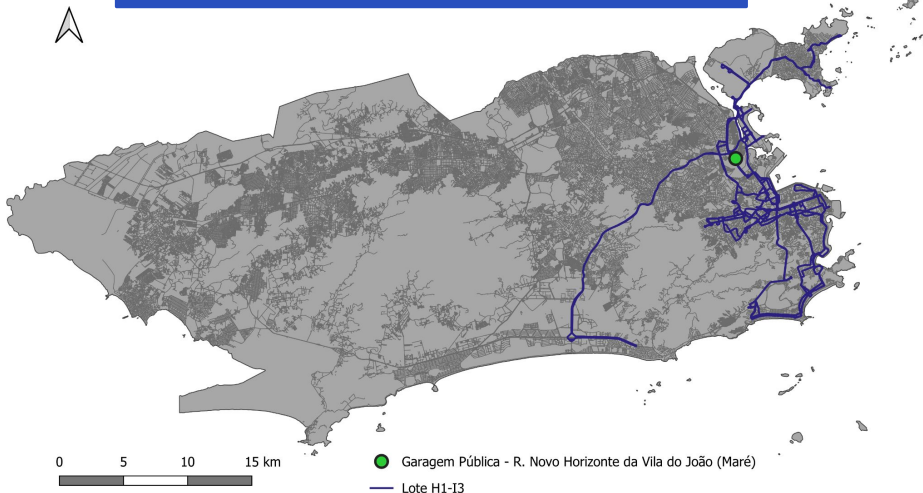 0 5 10 15 km
Garagem Pública - R. Novo Horizonte da Vila do João (Maré)
Lote H1-I3